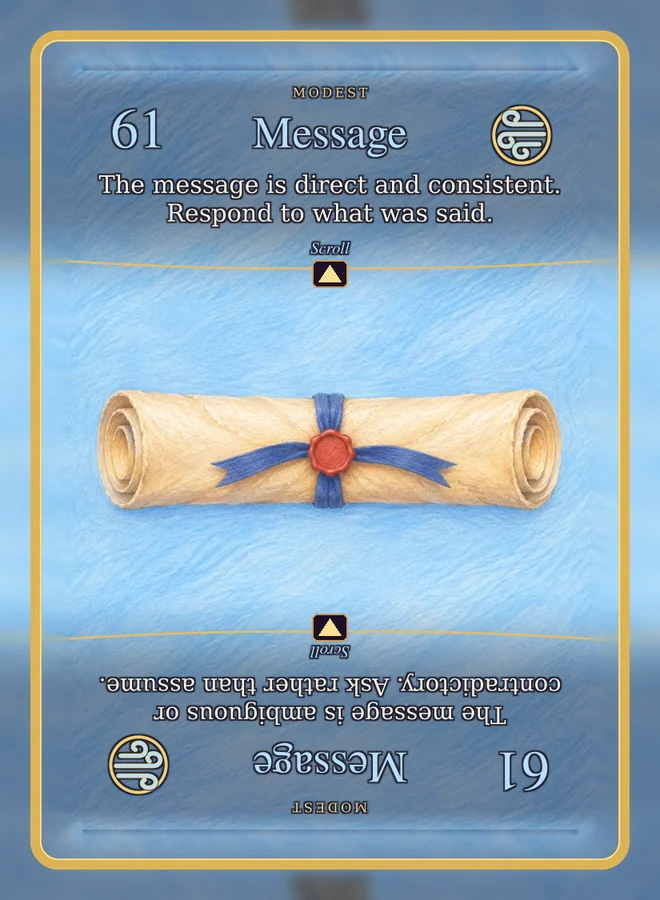 MODEST
61 Message
The message is direct and consistent.
Respond to what was said.
Scroll
Scroll
The message is ambiguous or
contradictory. Ask rather than assume.
61 Message
MODEST